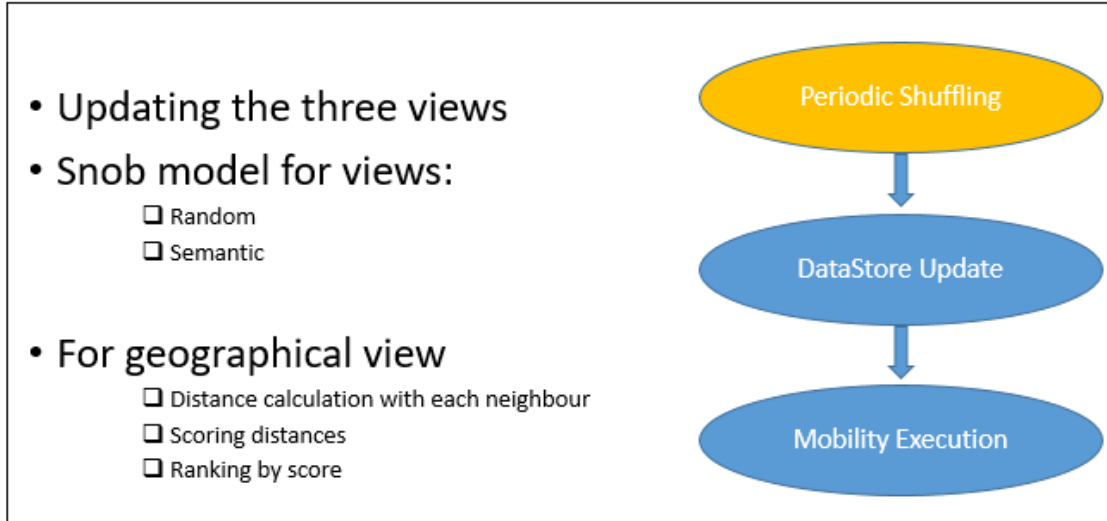 • Updating the three views
• Snob model for views:
❑ Random
❑ Semantic
• For geographical view
❑ Distance calculation with each neighbour
❑ Scoring distances
❑ Ranking by score
Periodic Shuffling
DataStore Update
Mobility Execution